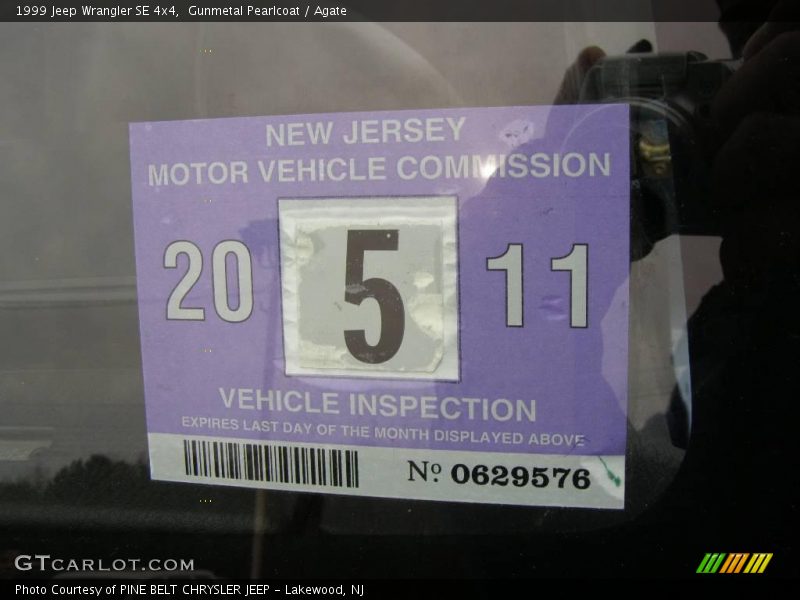 1999 Jeep Wrangler SE 4x4,  Gunmetal Pearlcoat / Agate
NEW JERSEY
MOTOR VEHICLE COMMISSION
20 5 11
VEHICLE INSPECTION
EXPIRES LAST DAY OF THE MONTH DISPLAYED ABOVE
Nº. 0629576
GTCARLOT.COM
Photo Courtesy of PINE BELT CHRYSLER JEEP - Lakewood, NJ